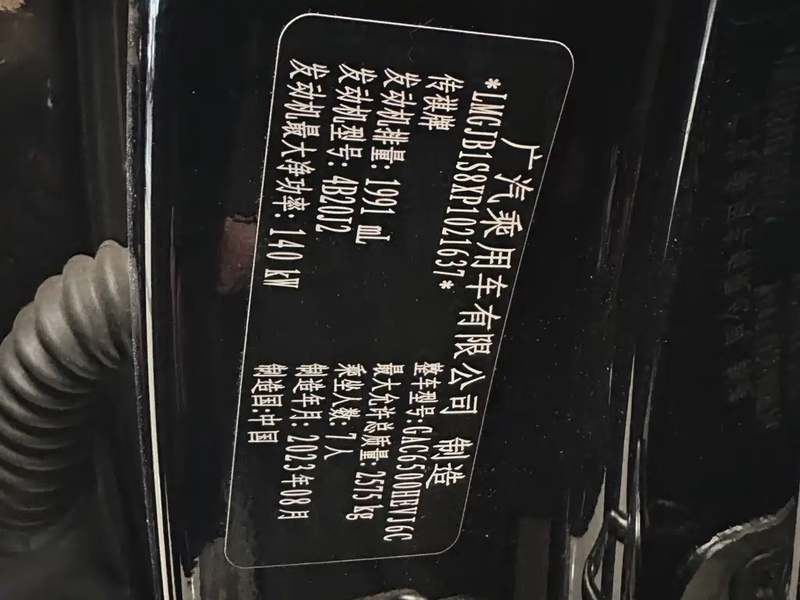 广汽乘用车有限公司 制造
*LMGJB1S8XP1021637*
传祺牌
整车型号:GAC6500HEVJ6C
发动机排量: 1991 mL
最大允许总质量: 2575 kg
发动机型号: 4B20J2
乘坐人数: 7人
发动机最大净功率: 140 kW
制造年月: 2023年08月
制造国:中国